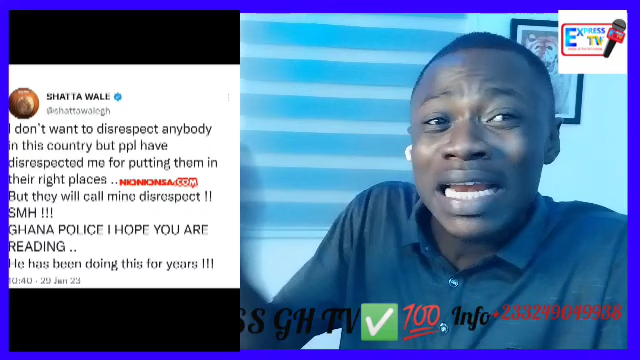 SHATTA WALE
@shattawalegh
I don't want to disrespect anybody
in this country but ppl have
disrespected me for putting them in
their right places ..
NKONKONSA.COM
But they will call mine disrespect !!
SMH !!!
GHANA POLICE I HOPE YOU ARE
READING ..
He has been doing this for years !!!
10:40 - 29 Jan 23
EXPRESS
TV
SS GH TV✅💯 Info+233249049938